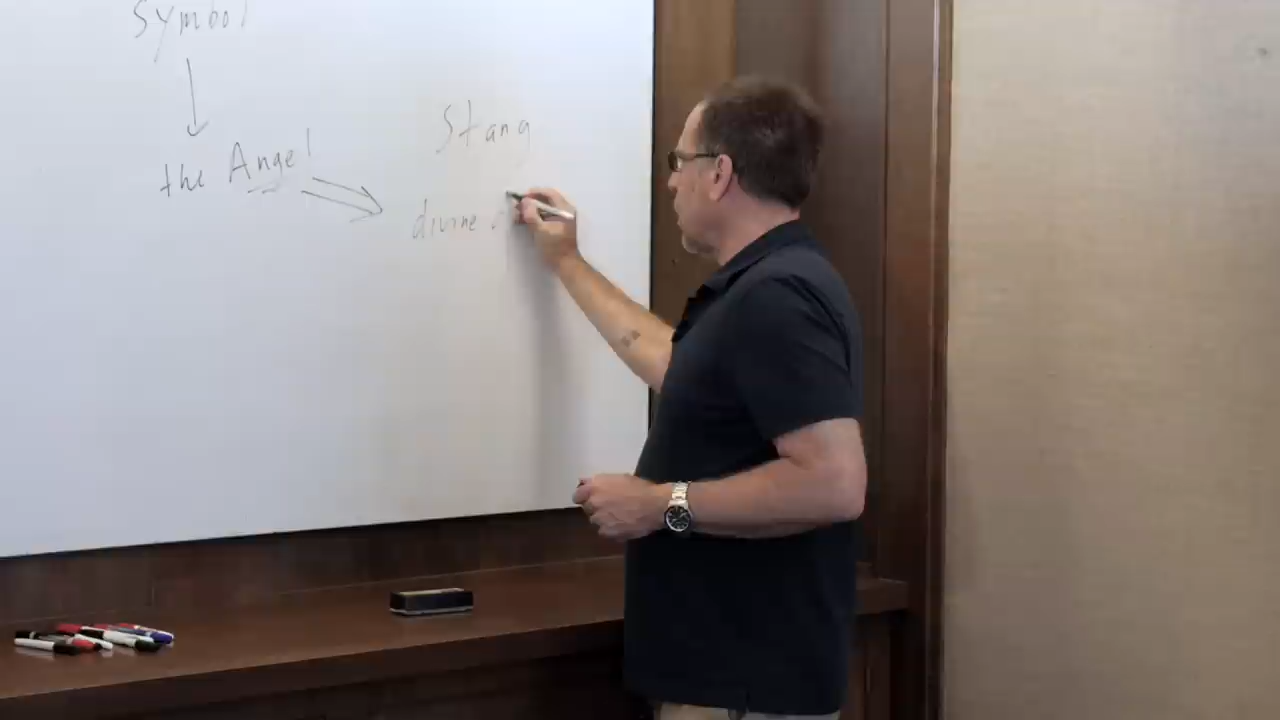 Symbol
the Angel
Stang
divine